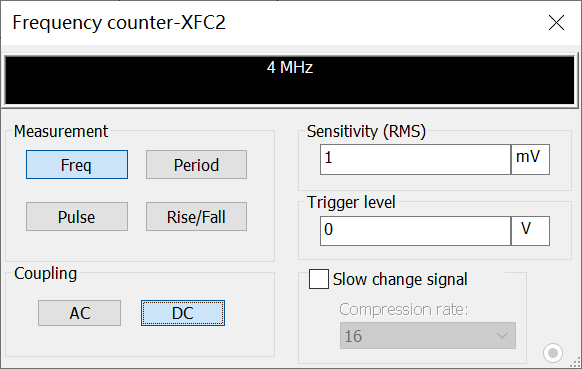 Frequency counter-XFC2
4 MHz
Measurement
Freq
Period
Pulse
Rise/Fall
Coupling
AC
DC
Sensitivity (RMS)
1
mV
Trigger level
0
V
Slow change signal
Compression rate:
16